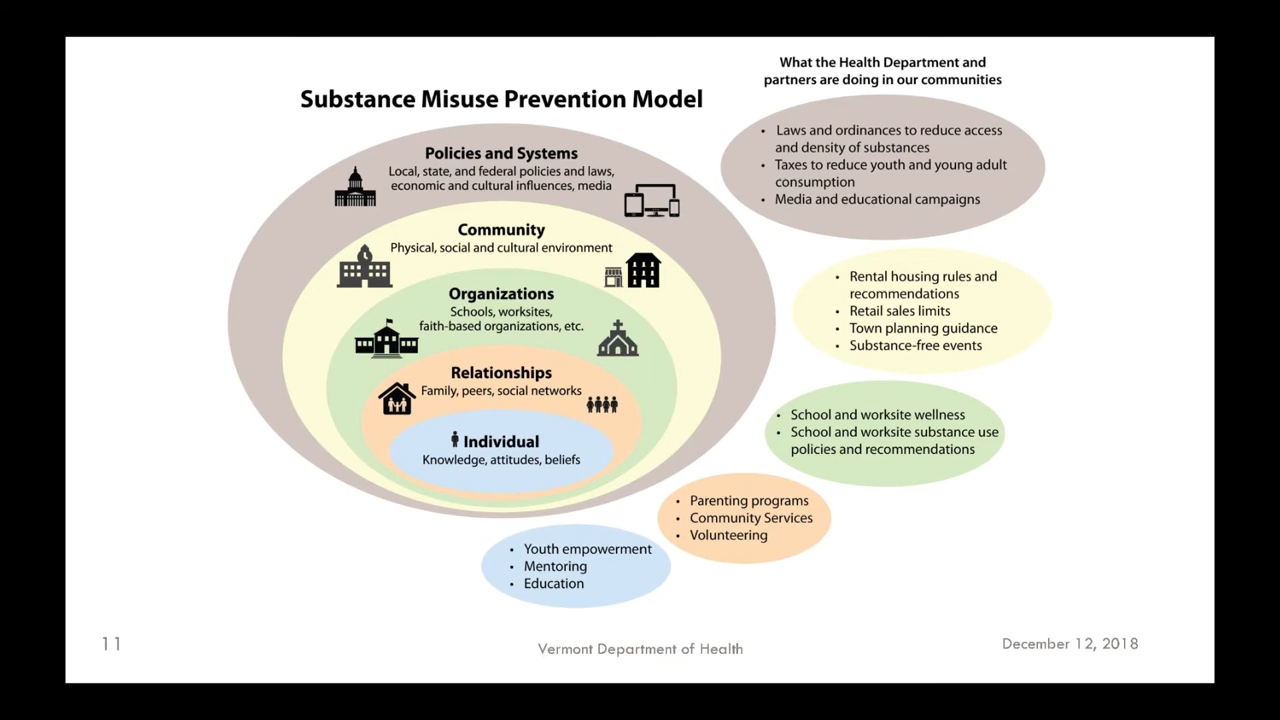 What the Health Department and
partners are doing in our communities
Substance Misuse Prevention Model
Policies and Systems
Local, state, and federal policies and laws,
economic and cultural influences, media
Community
Physical, social and cultural environment
Organizations
Schools, worksites,
faith-based organizations, etc.
Relationships
Family, peers, social networks
Individual
Knowledge, attitudes, beliefs
• Laws and ordinances to reduce access
and density of substances
• Taxes to reduce youth and young adult
consumption
• Media and educational campaigns
• Rental housing rules and
recommendations
• Retail sales limits
• Town planning guidance
• Substance-free events
• School and worksite wellness
• School and worksite substance use
policies and recommendations
• Parenting programs
• Community Services
• Volunteering
• Youth empowerment
• Mentoring
• Education
11
Vermont Department of Health
December 12, 2018